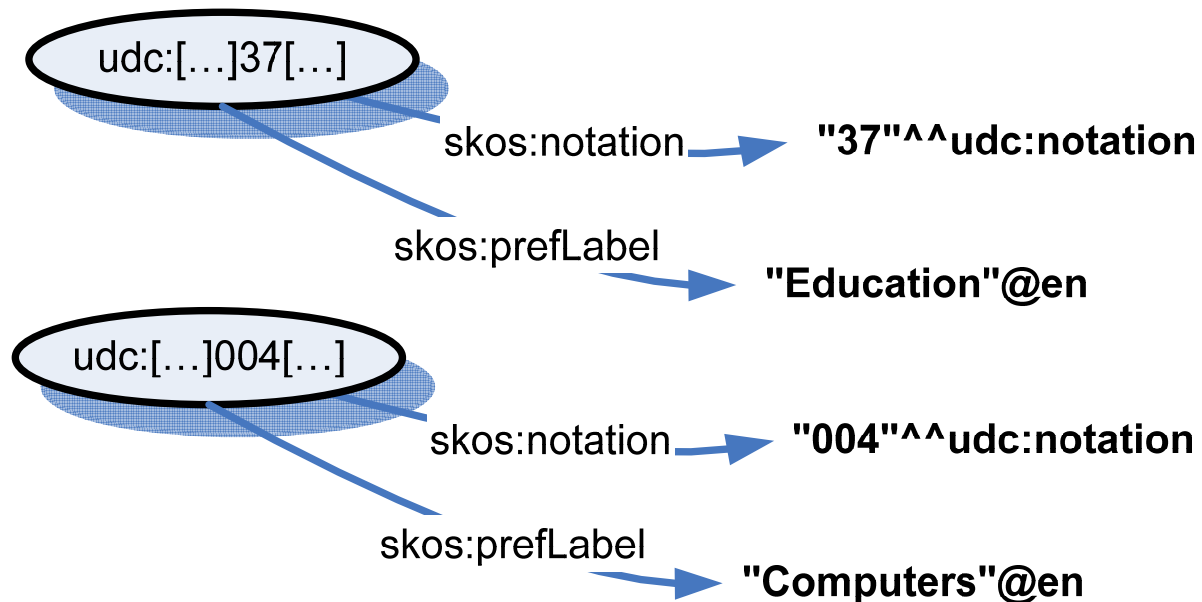 udc:[…]37[…]
skos:notation
"37"^^udc:notation
skos:prefLabel
"Education"@en
udc:[…]004[…]
skos:notation
"004"^^udc:notation
skos:prefLabel
"Computers"@en